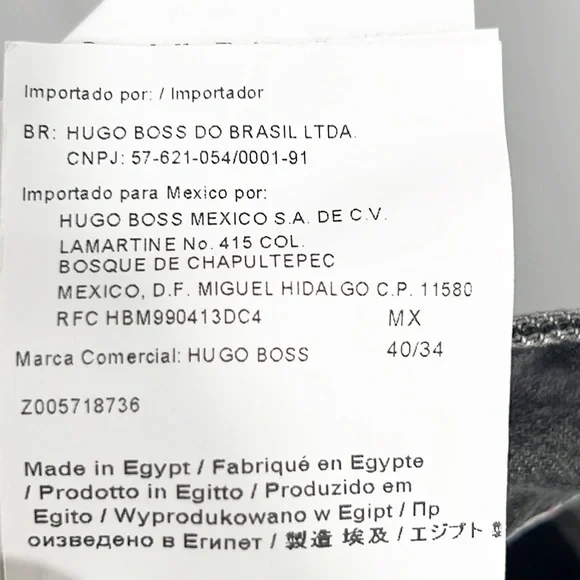 Importado por: / Importador
BR: HUGO BOSS DO BRASIL LTDA.
CNPJ: 57-621-054/0001-91
Importado para Mexico por:
HUGO BOSS MEXICO S.A. DE C.V.
LAMARTINE No. 415 COL.
BOSQUE DE CHAPULTEPEC
MEXICO, D.F. MIGUEL HIDALGO C.P. 11580
RFC HBM990413DC4 MX
Marca Comercial: HUGO BOSS 40/34
Z005718736
Made in Egypt / Fabriqué en Egypte
/ Prodotto in Egitto / Produzido em
Egito / Wyprodukowano w Egipt / Пр
оизведено в Египет / 製造 埃及 / エジプト